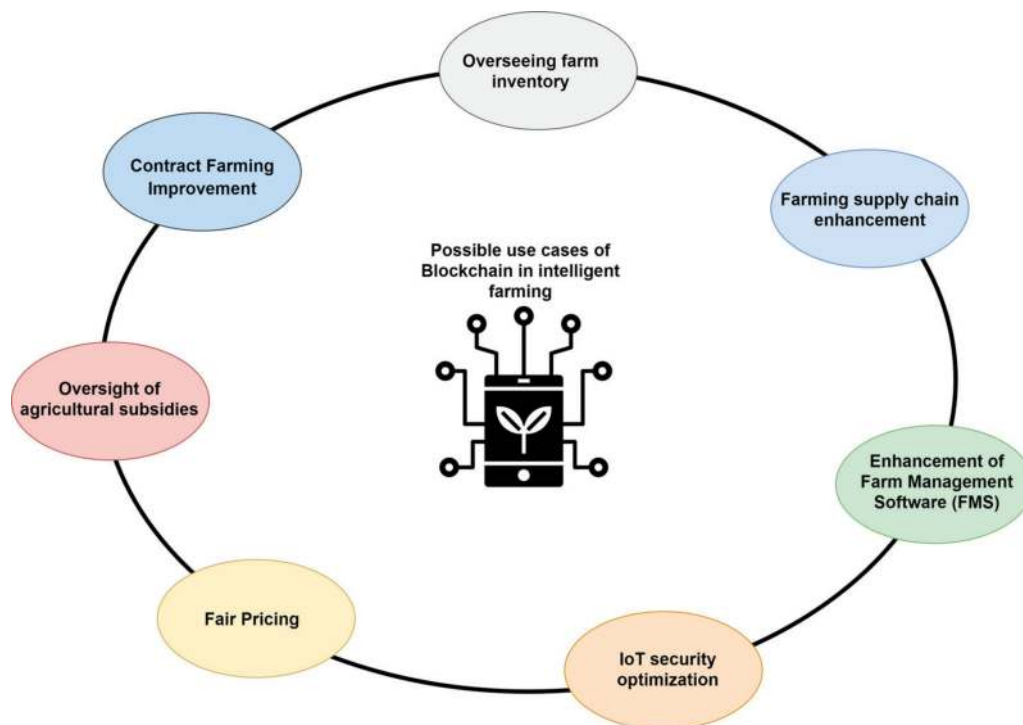 Overseeing farm
inventory
Contract Farming
Improvement
Farming supply chain
enhancement
Possible use cases of
Blockchain in intelligent
farming
Oversight of
agricultural subsidies
Enhancement of
Farm Management
Software (FMS)
Fair Pricing
IoT security
optimization